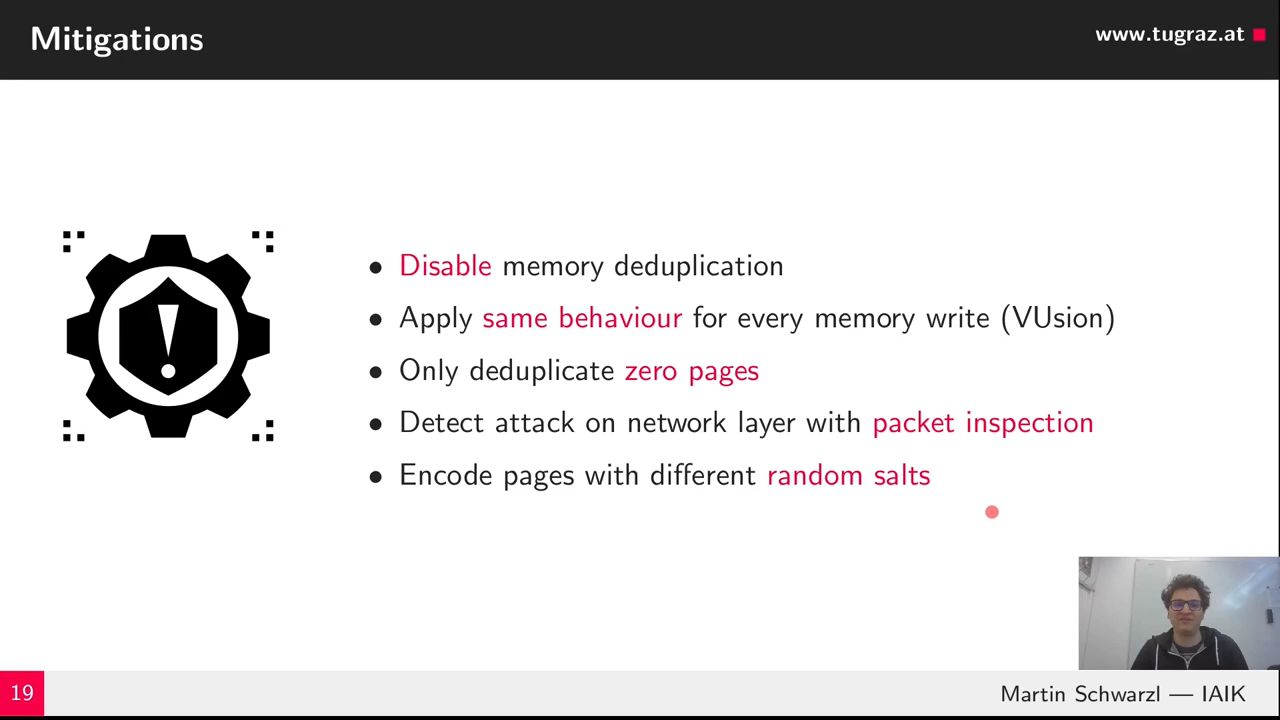 Mitigations
www.tugraz.at
• Disable memory deduplication
• Apply same behaviour for every memory write (VUsion)
• Only deduplicate zero pages
• Detect attack on network layer with packet inspection
• Encode pages with different random salts
19
Martin Schwarzl — IAIK